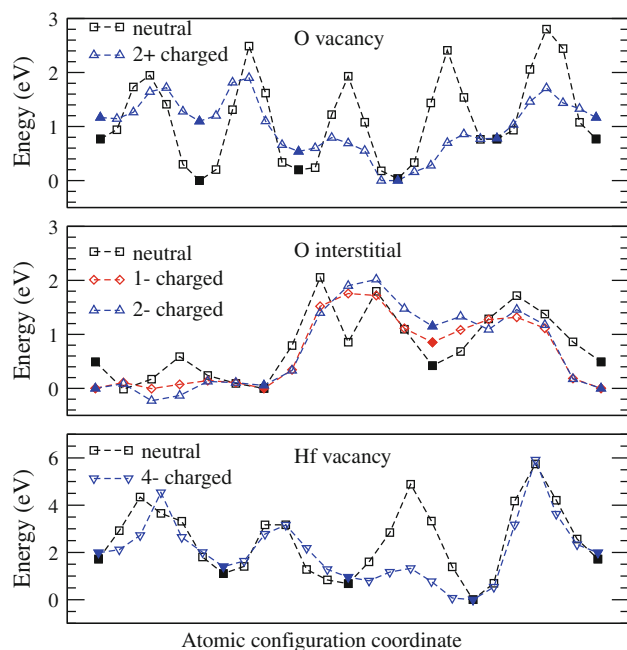 3
2
1
0
Enegy (eV)
neutral
2+ charged
O vacancy
3
2
1
0
Energy (eV)
neutral
1- charged
2- charged
O interstitial
6
4
2
0
Energy (eV)
neutral
4- charged
Hf vacancy
Atomic configuration coordinate